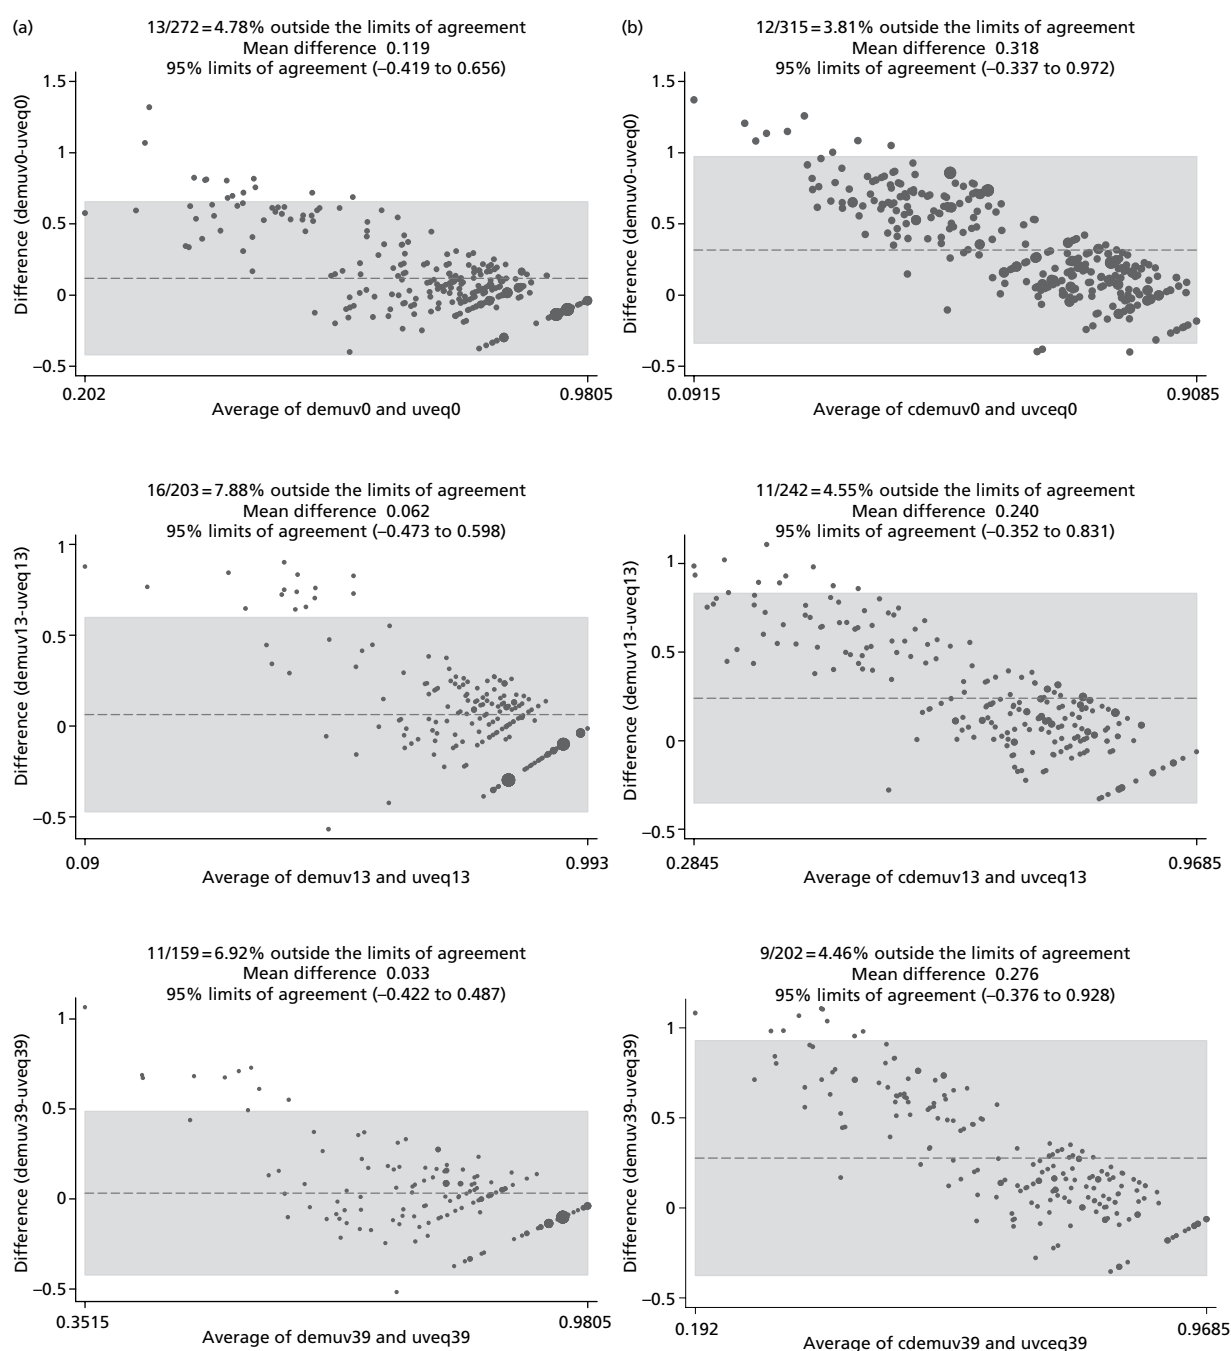 (a)
13/272=4.78% outside the limits of agreement
Mean difference 0.119
95% limits of agreement (–0.419 to 0.656)
1.5
1
0.5
0
–0.5
Difference (demuv0-uveq0)
0.202
0.9805
Average of demuv0 and uveq0
(b)
12/315=3.81% outside the limits of agreement
Mean difference 0.318
95% limits of agreement (–0.337 to 0.972)
1.5
1
0.5
0
–0.5
Difference (demuv0-uveq0)
0.0915
0.9085
Average of cdemuv0 and uvceq0
16/203=7.88% outside the limits of agreement
Mean difference 0.062
95% limits of agreement (–0.473 to 0.598)
1
0.5
0
–0.5
Difference (demuv13-uveq13)
0.09
0.993
Average of demuv13 and uveq13
11/242=4.55% outside the limits of agreement
Mean difference 0.240
95% limits of agreement (–0.352 to 0.831)
1
0.5
0
–0.5
Difference (demuv13-uveq13)
0.2845
0.9685
Average of cdemuv13 and uvceq13
11/159=6.92% outside the limits of agreement
Mean difference 0.033
95% limits of agreement (–0.422 to 0.487)
1
0.5
0
–0.5
Difference (demuv39-uveq39)
0.3515
0.9805
Average of demuv39 and uveq39
9/202=4.46% outside the limits of agreement
Mean difference 0.276
95% limits of agreement (–0.376 to 0.928)
1
0.5
0
–0.5
Difference (demuv39-uveq39)
0.192
0.9685
Average of cdemuv39 and uvceq39